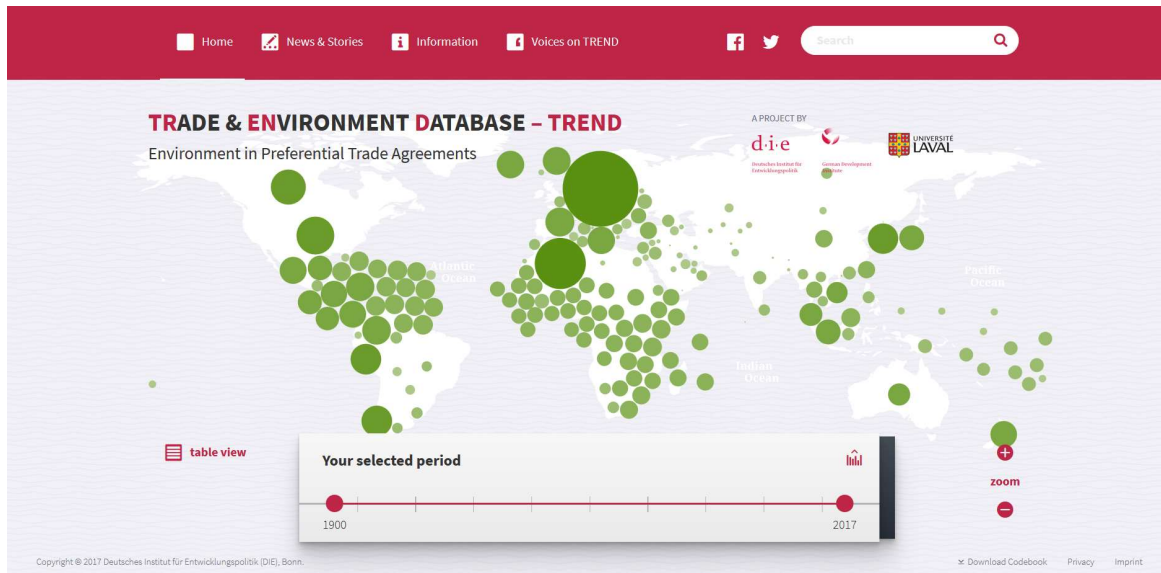 Home
News & Stories
Information
Voices on TREND
Search
TRADE & ENVIRONMENT DATABASE – TREND
Environment in Preferential Trade Agreements
A PROJECT BY
d·i·e
Deutsches Institut für
Entwicklungspolitik
German Development
Institute
UNIVERSITÉ
LAVAL
Atlantic
Ocean
Pacific
Ocean
Indian
Ocean
table view
Your selected period
1900
2017
zoom
Copyright © 2017 Deutsches Institut für Entwicklungspolitik (DIE), Bonn.
Download Codebook
Privacy
Imprint